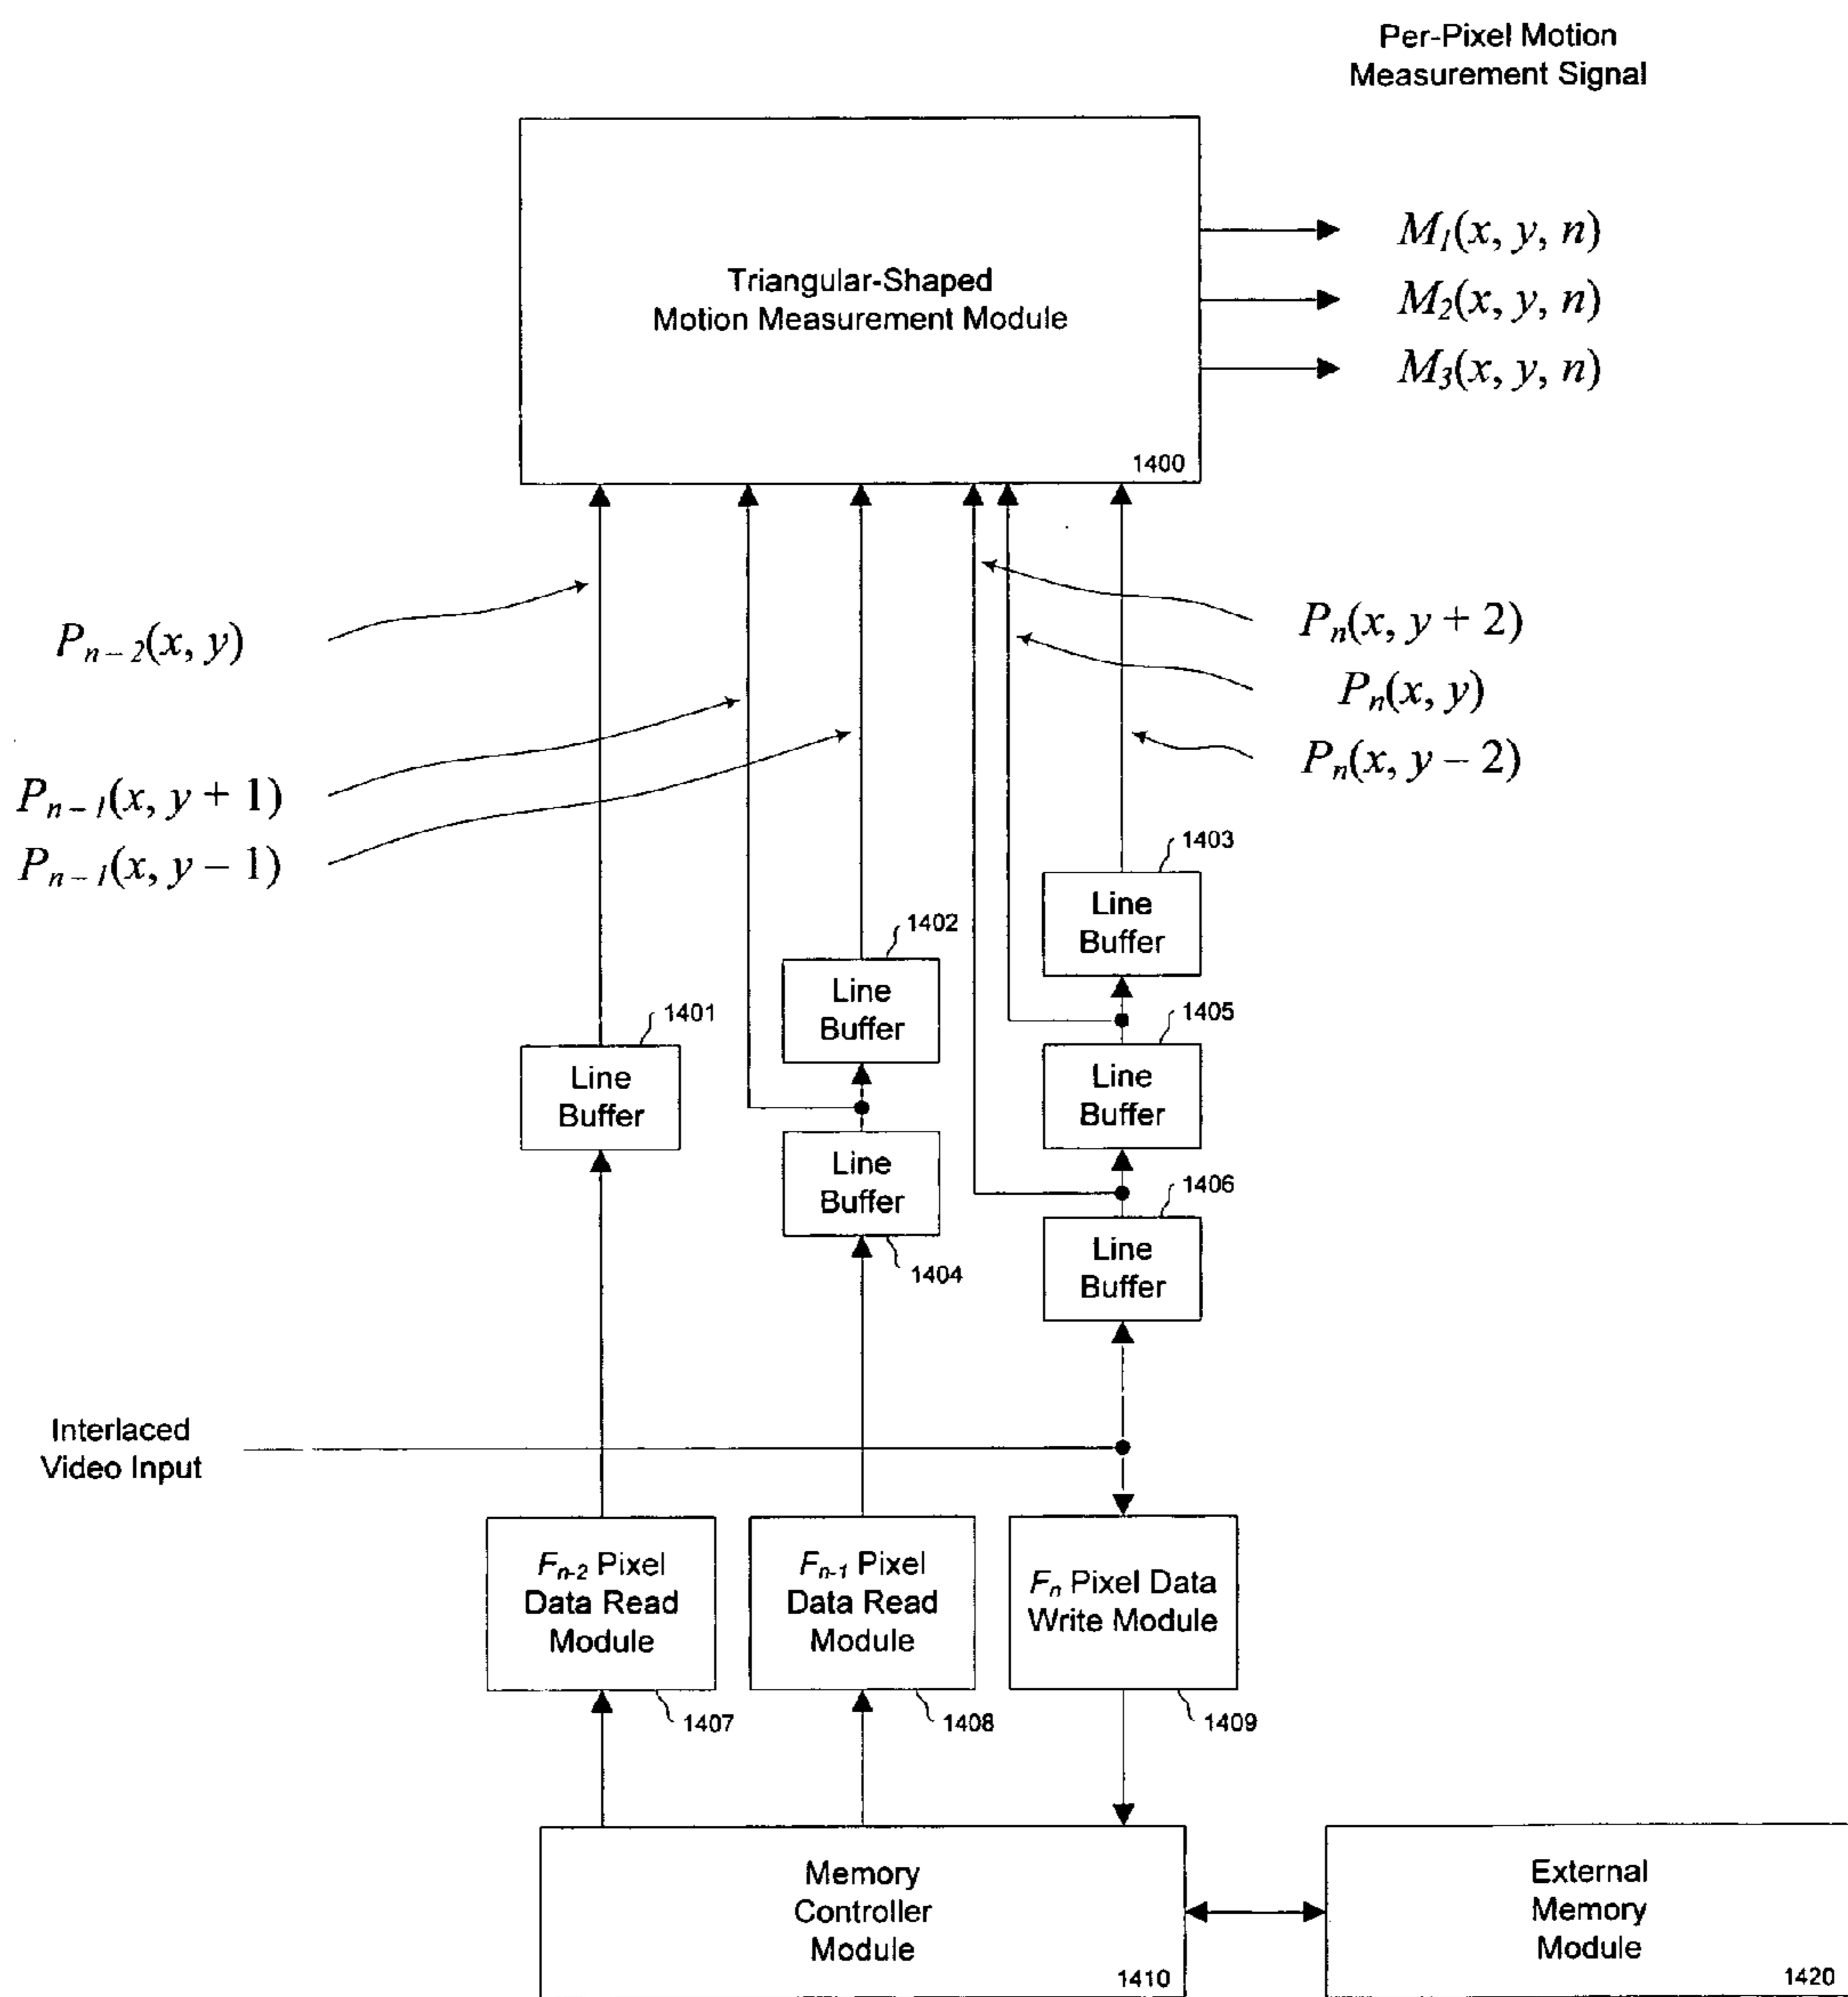 Per-Pixel Motion
Measurement Signal
Triangular-Shaped
Motion Measurement Module
1400
M1(x, y, n)
M2(x, y, n)
M3(x, y, n)
Pn – 2(x, y)
Pn – 1(x, y + 1)
Pn – 1(x, y – 1)
Pn(x, y + 2)
Pn(x, y)
Pn(x, y – 2)
1403
Line
Buffer
1402
Line
Buffer
1401
Line
Buffer
1405
Line
Buffer
Line
Buffer
1404
1406
Line
Buffer
Interlaced
Video Input
Fn-2 Pixel
Data Read
Module
1407
Fn-1 Pixel
Data Read
Module
1408
Fn Pixel Data
Write Module
1409
Memory
Controller
Module
1410
External
Memory
Module
1420